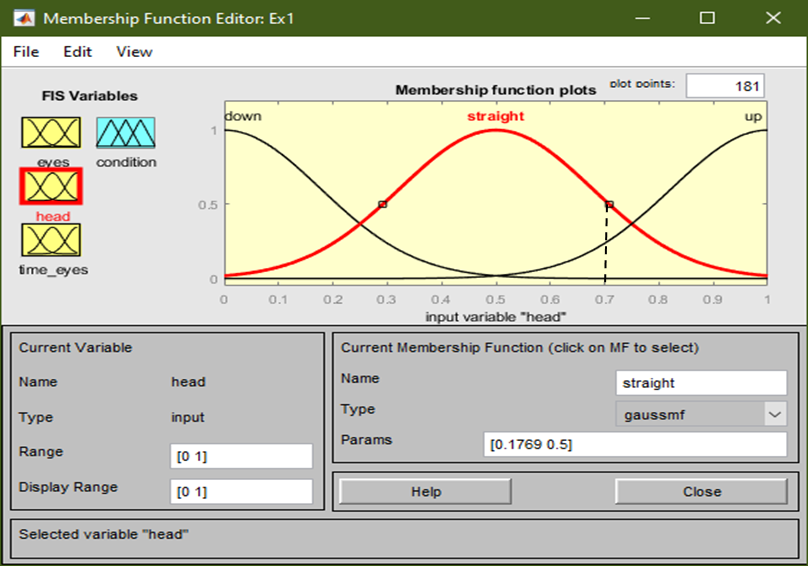 Membership Function Editor: Ex1
File Edit View
FIS Variables
Membership function plots plot points: 181
eyes condition
head
time_eyes
down straight up
1
0.5
0
0 0.1 0.2 0.3 0.4 0.5 0.6 0.7 0.8 0.9 1
input variable "head"
Current Variable
Name head
Type input
Range [0 1]
Display Range [0 1]
Current Membership Function (click on MF to select)
Name straight
Type gaussmf
Params [0.1769 0.5]
Help Close
Selected variable "head"